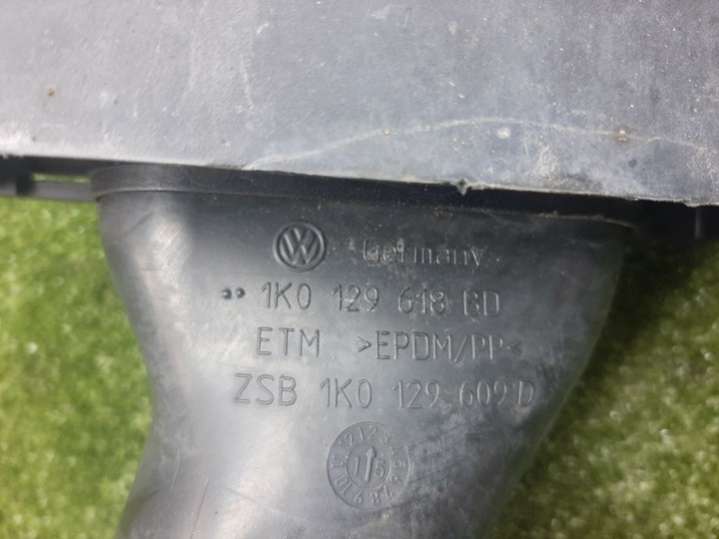 Germany
1K0 129 618 BD
ETM >EPDM/PP<
ZSB 1K0 129 609 D